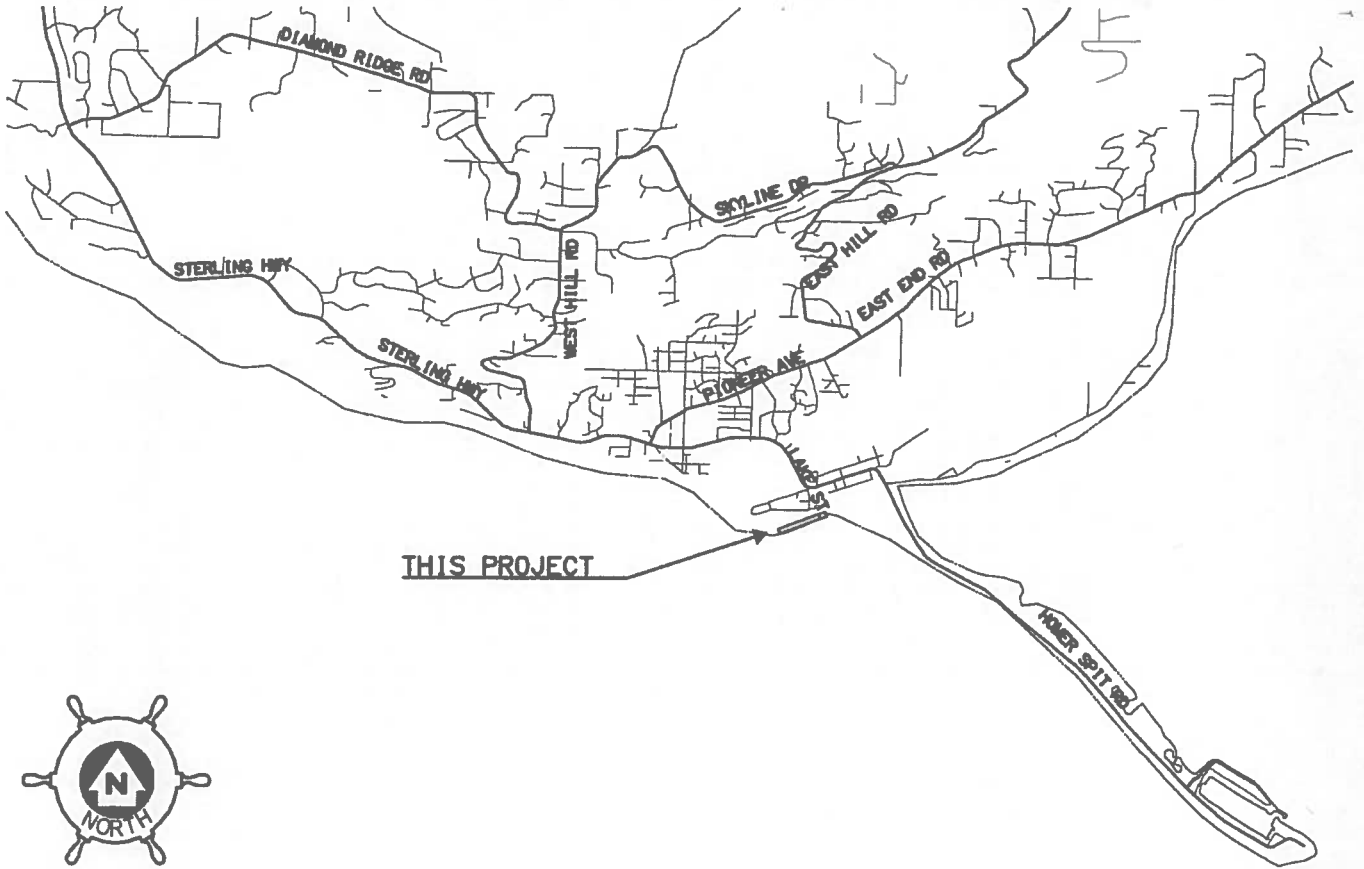 DIAMOND RIDGE RD
SKYLINE DR
STERLING HWY
WEST HILL RD
EAST HILL RD
EAST END RD
STERLING HWY
PIONEER AVE
LAKE ST
THIS PROJECT
HOMER SPIT RD
N
NORTH